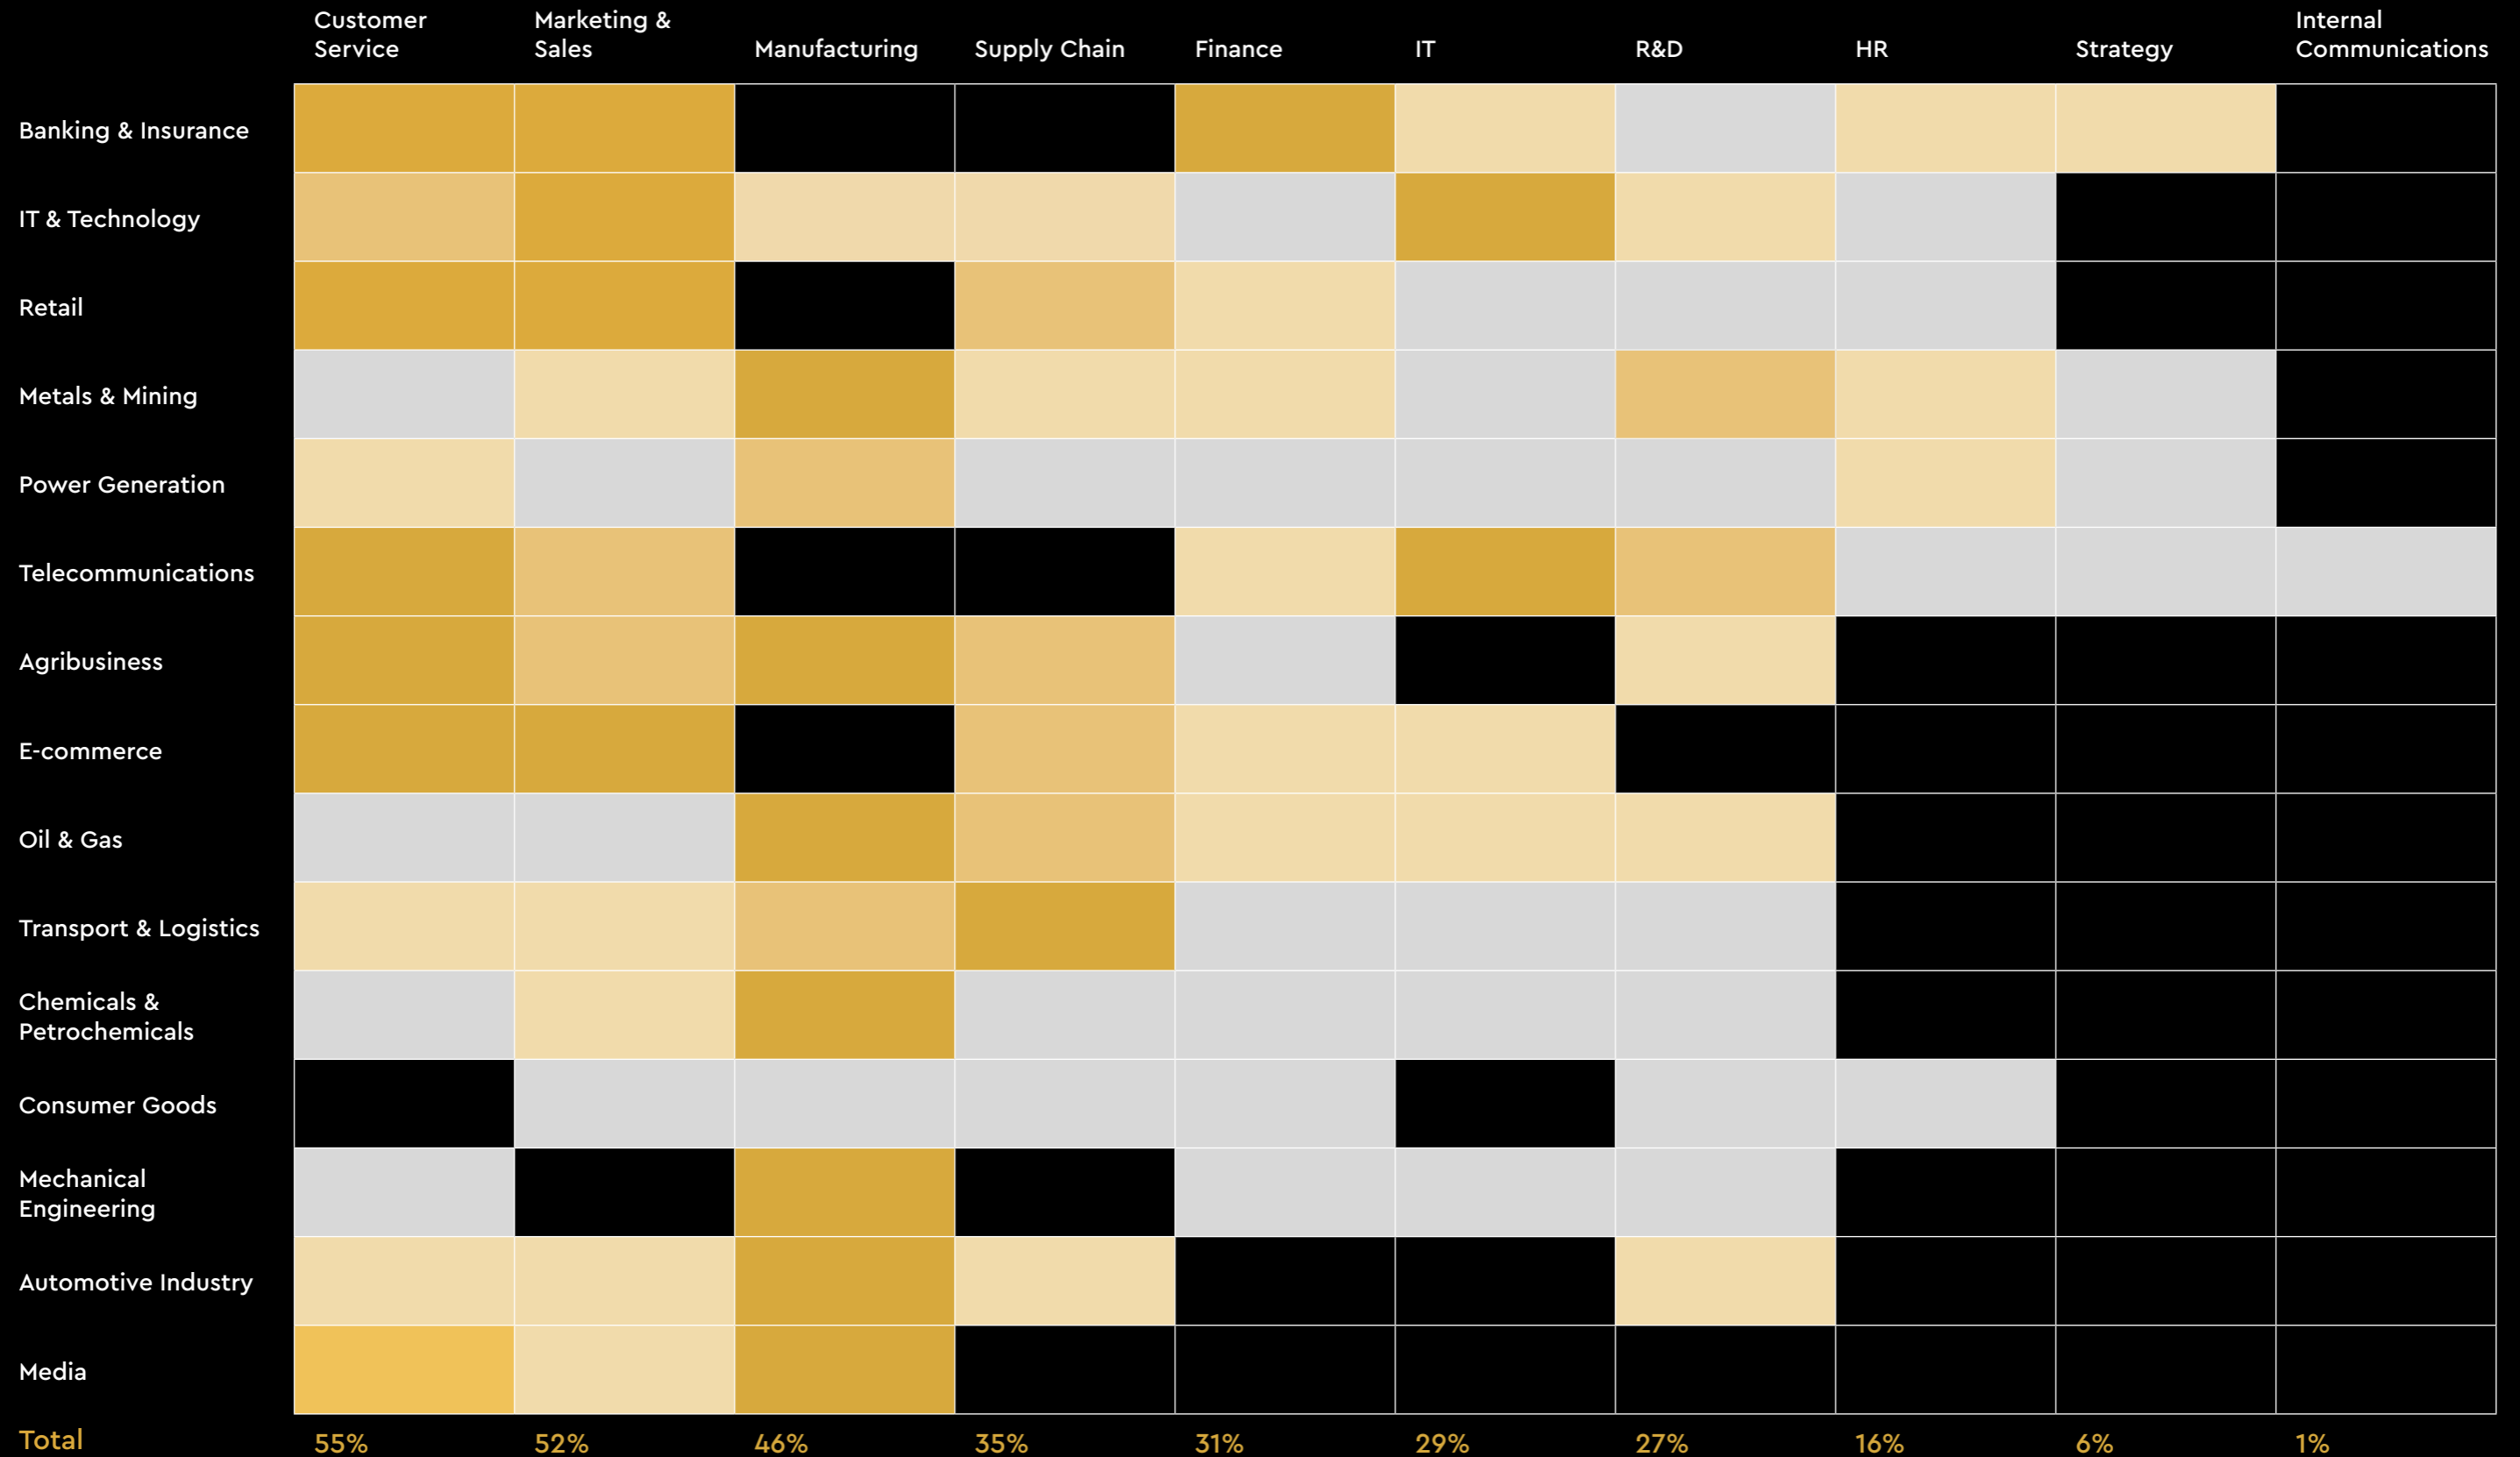 Customer
Service
Marketing &
Sales
Manufacturing
Supply Chain
Finance
IT
R&D
HR
Strategy
Internal
Communications
Banking & Insurance
IT & Technology
Retail
Metals & Mining
Power Generation
Telecommunications
Agribusiness
E-commerce
Oil & Gas
Transport & Logistics
Chemicals &
Petrochemicals
Consumer Goods
Mechanical
Engineering
Automotive Industry
Media
Total 55% 52% 46% 35% 31% 29% 27% 16% 6% 1%